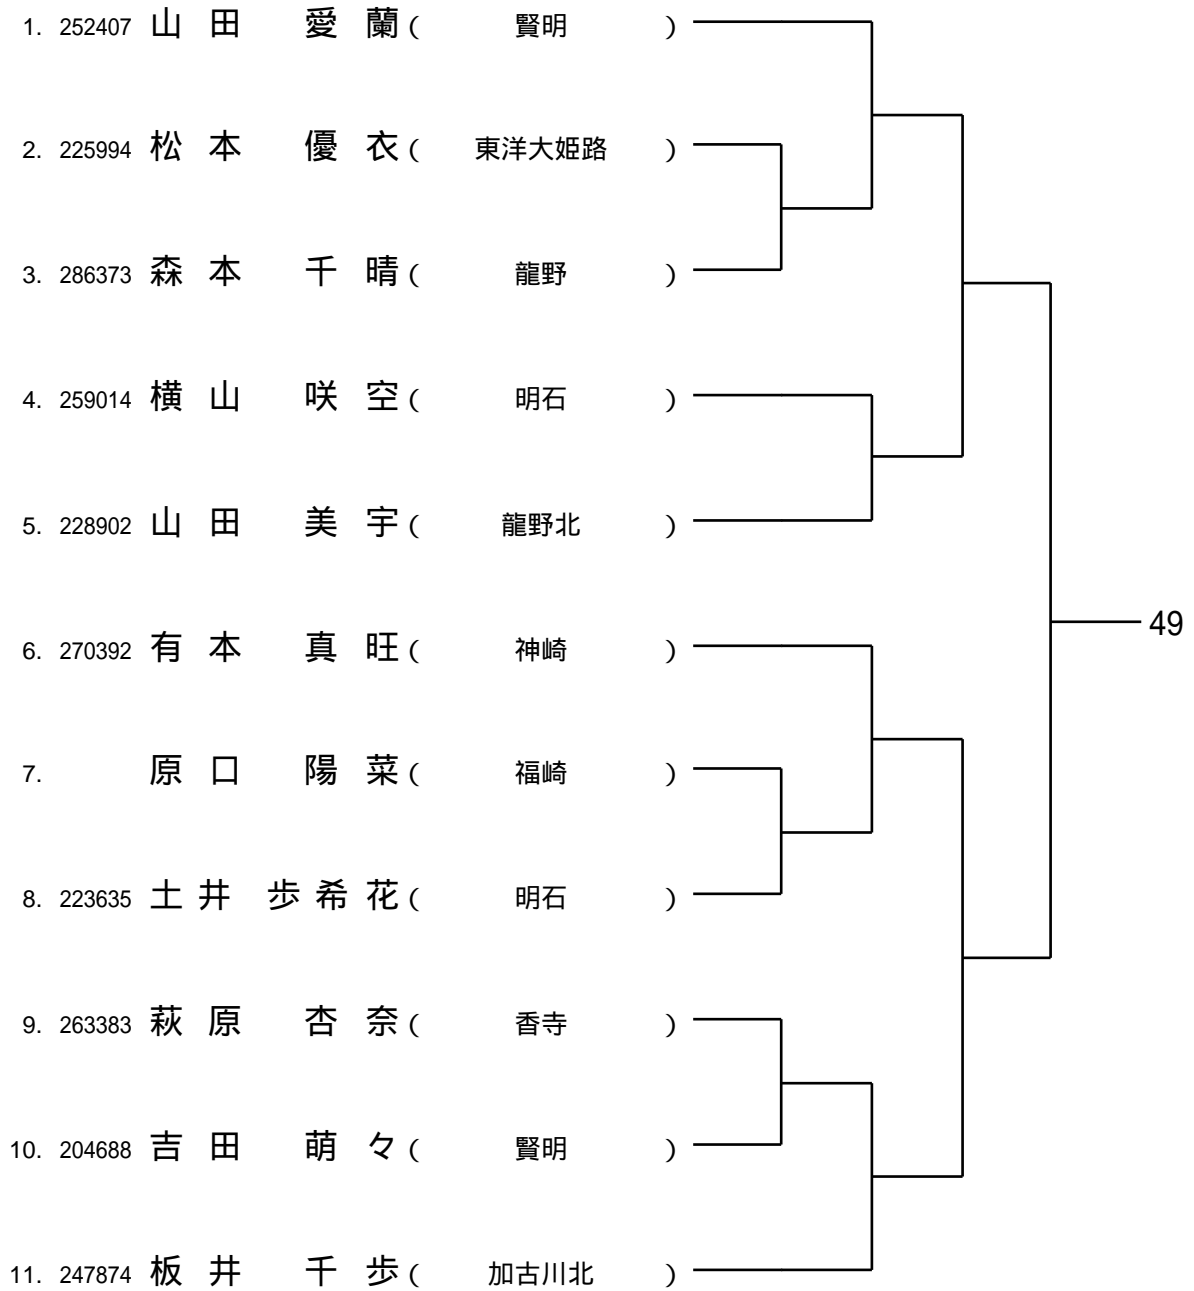 1. 252407 山田 愛蘭 ( 賢明 )
2. 225994 松本 優衣 ( 東洋大姫路 )
3. 286373 森本 千晴 ( 龍野 )
4. 259014 横山 咲空 ( 明石 )
5. 228902 山田 美宇 ( 龍野北 )
49
6. 270392 有本 真旺 ( 神崎 )
7. 原口 陽菜 ( 福崎 )
8. 223635 土井 歩希花 ( 明石 )
9. 263383 萩原 杏奈 ( 香寺 )
10. 204688 吉田 萌々 ( 賢明 )
11. 247874 板井 千歩 ( 加古川北 )